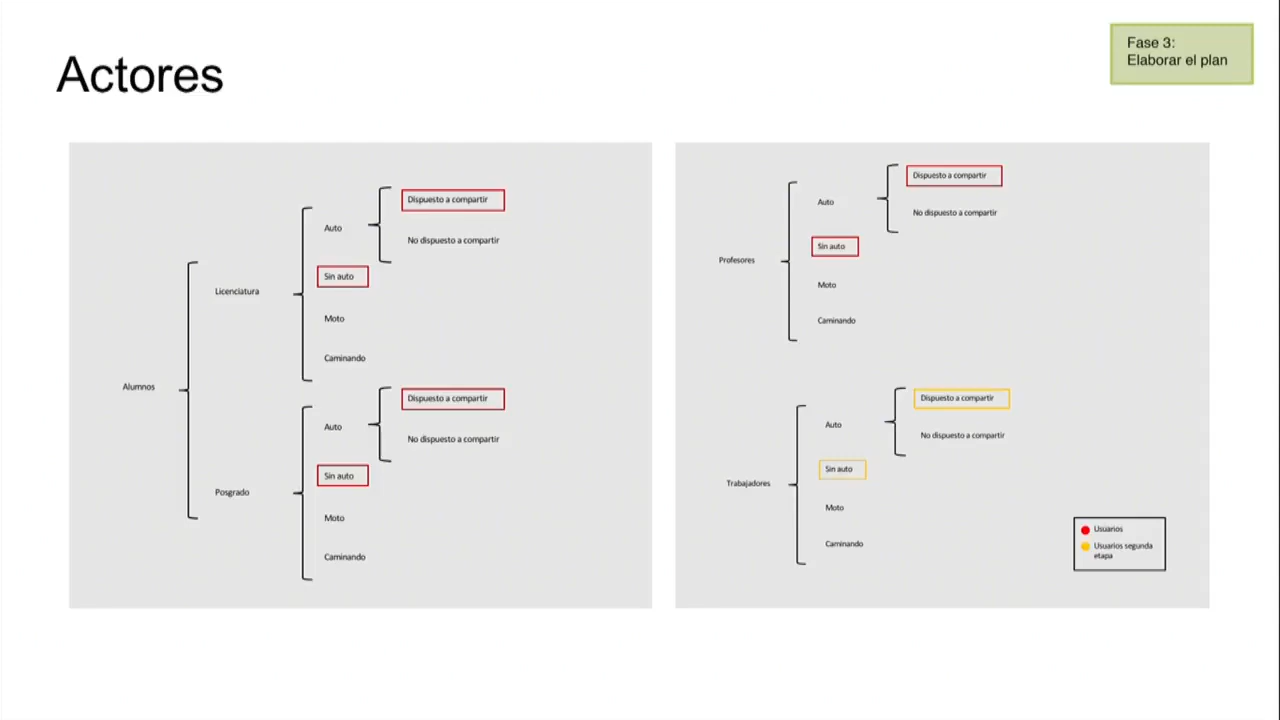 Actores
Fase 3:
Elaborar el plan
Alumnos
Licenciatura
Auto
Dispuesto a compartir
No dispuesto a compartir
Sin auto
Moto
Caminando
Posgrado
Auto
Dispuesto a compartir
No dispuesto a compartir
Sin auto
Moto
Caminando
Profesores
Auto
Dispuesto a compartir
No dispuesto a compartir
Sin auto
Moto
Caminando
Trabajadores
Auto
Dispuesto a compartir
No dispuesto a compartir
Sin auto
Moto
Caminando
Usuarios
Usuarios segunda
etapa